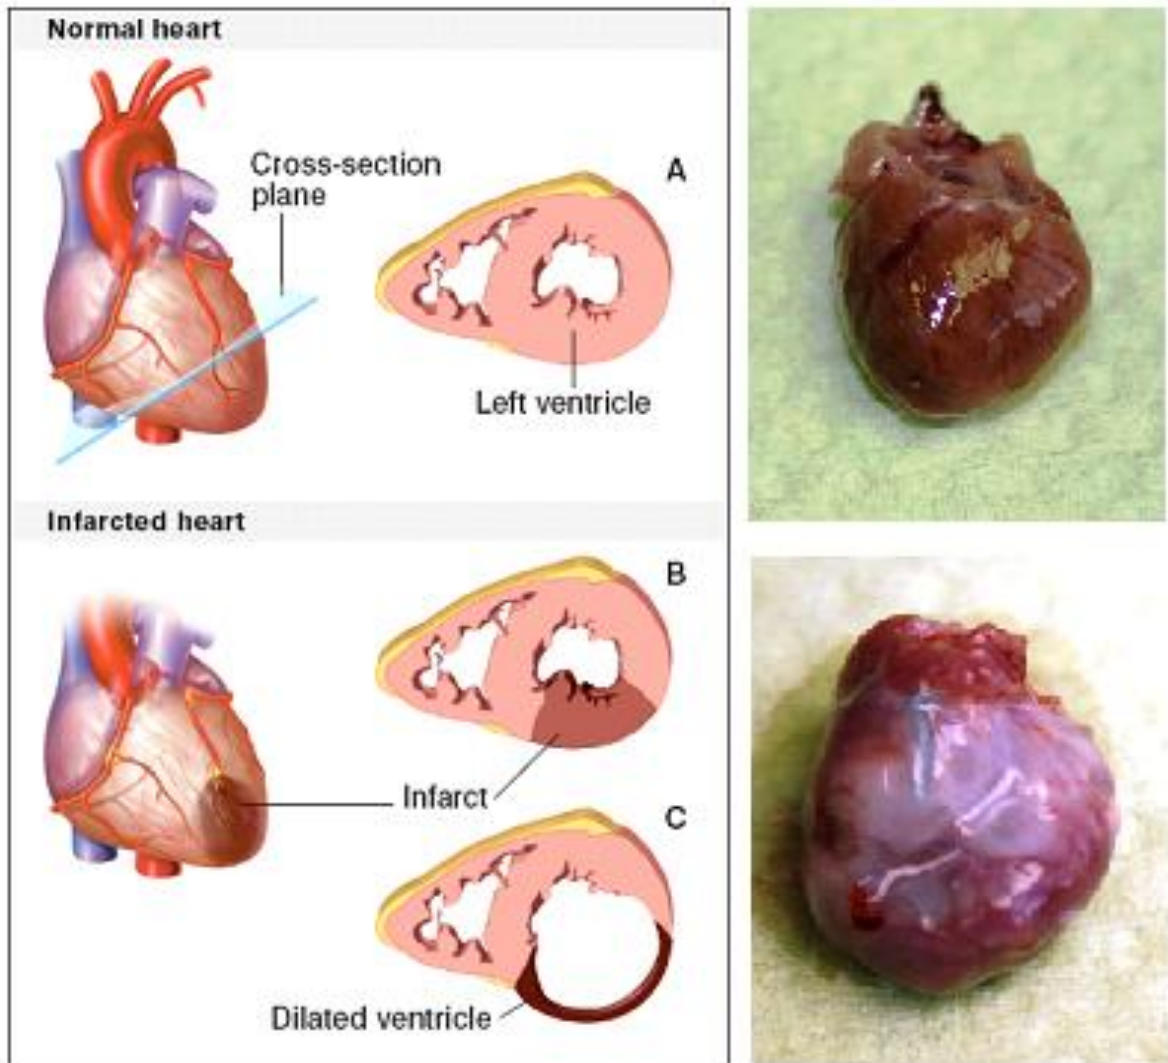 Normal heart
Cross-section
plane
A
Left ventricle
Infarcted heart
B
Infarct
C
Dilated ventricle